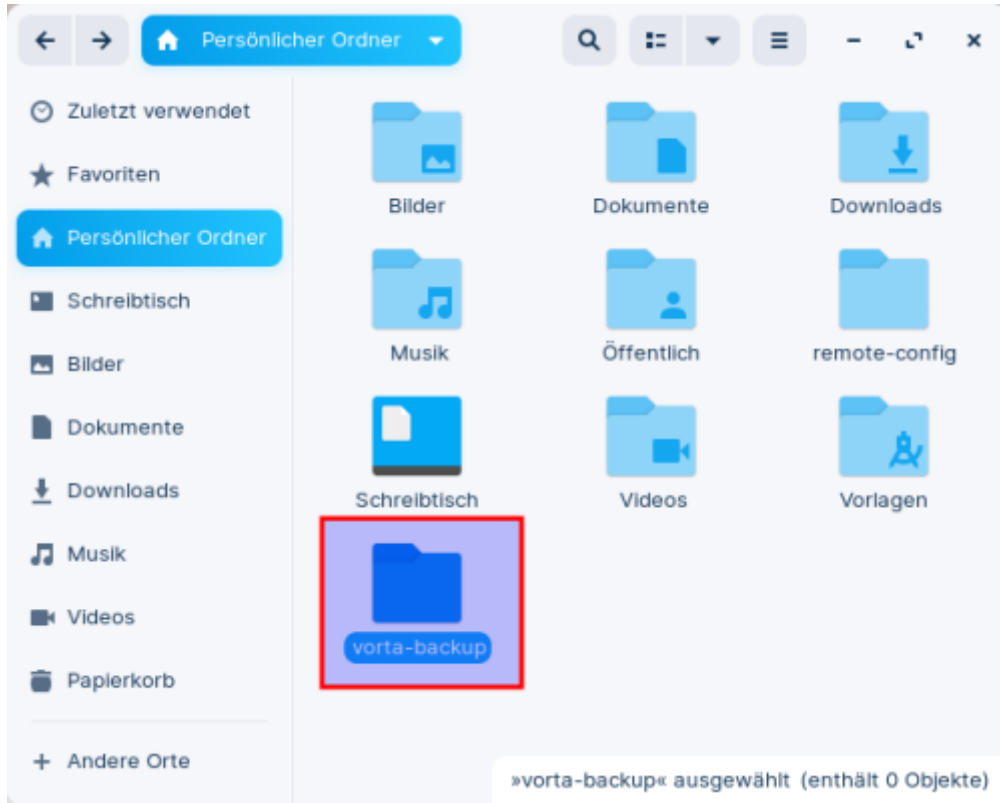 Persönlicher Ordner
Zuletzt verwendet
Favoriten
Persönlicher Ordner
Schreibtisch
Bilder
Dokumente
Downloads
Musik
Videos
Papierkorb
Andere Orte
Bilder
Dokumente
Downloads
Musik
Öffentlich
remote-config
Schreibtisch
Videos
Vorlagen
vorta-backup
»vorta-backup« ausgewählt (enthält 0 Objekte)